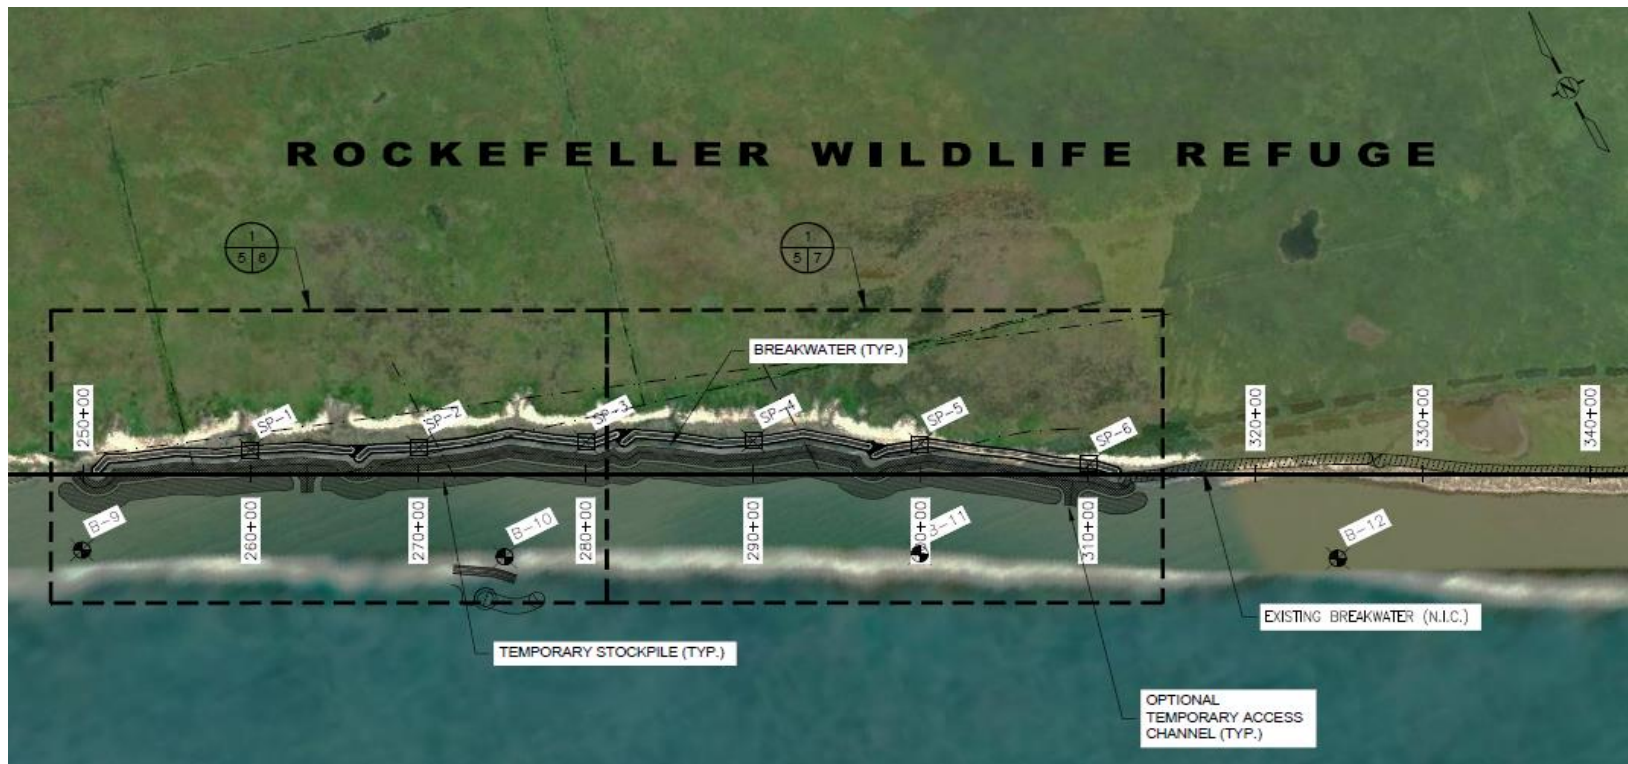 N
ROCKEFELLER WILDLIFE REFUGE
1
5 6
1
5 7
BREAKWATER (TYP.)
250+00
SP-1
SP-2
SP-3
SP-4
SP-5
SP-6
320+00
330+00
340+00
B-9
260+00
270+00
B-10
280+00
290+00
B-11
310+00
B-12
EXISTING BREAKWATER (N.I.C.)
TEMPORARY STOCKPILE (TYP.)
OPTIONAL
TEMPORARY ACCESS
CHANNEL (TYP.)